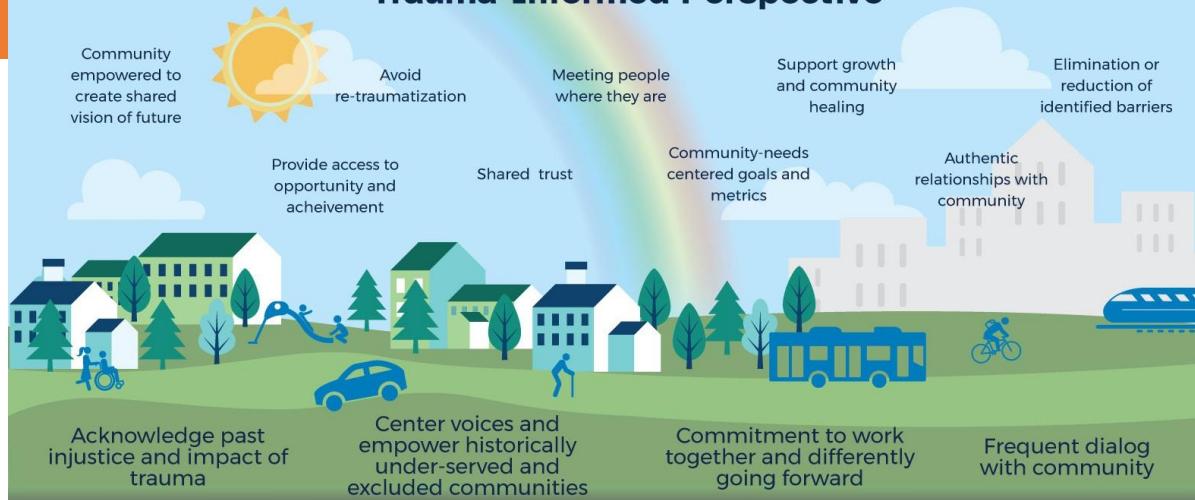 Trauma-Informed Perspective
Community
empowered to
create shared
vision of future
Avoid
re-traumatization
Meeting people
where they are
Support growth
and community
healing
Elimination or
reduction of
identified barriers
Provide access to
opportunity and
acheivement
Shared trust
Community-needs
centered goals and
metrics
Authentic
relationships with
community
Acknowledge past
injustice and impact of
trauma
Center voices and
empower historically
under-served and
excluded communities
Commitment to work
together and differently
going forward
Frequent dialog
with community